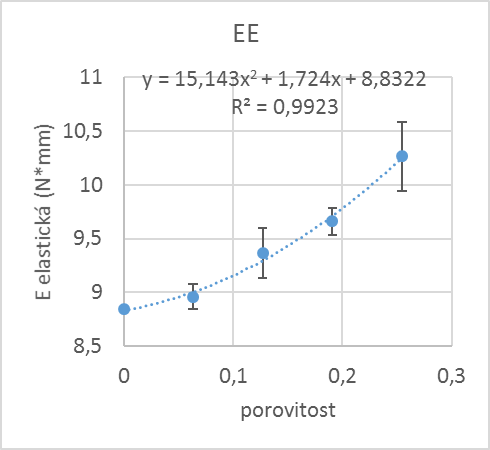 EE
y = 15,143x² + 1,724x + 8,8322
R² = 0,9923
11
10,5
10
9,5
9
8,5
E elastická (N*mm)
0
0,1
0,2
0,3
porovitost